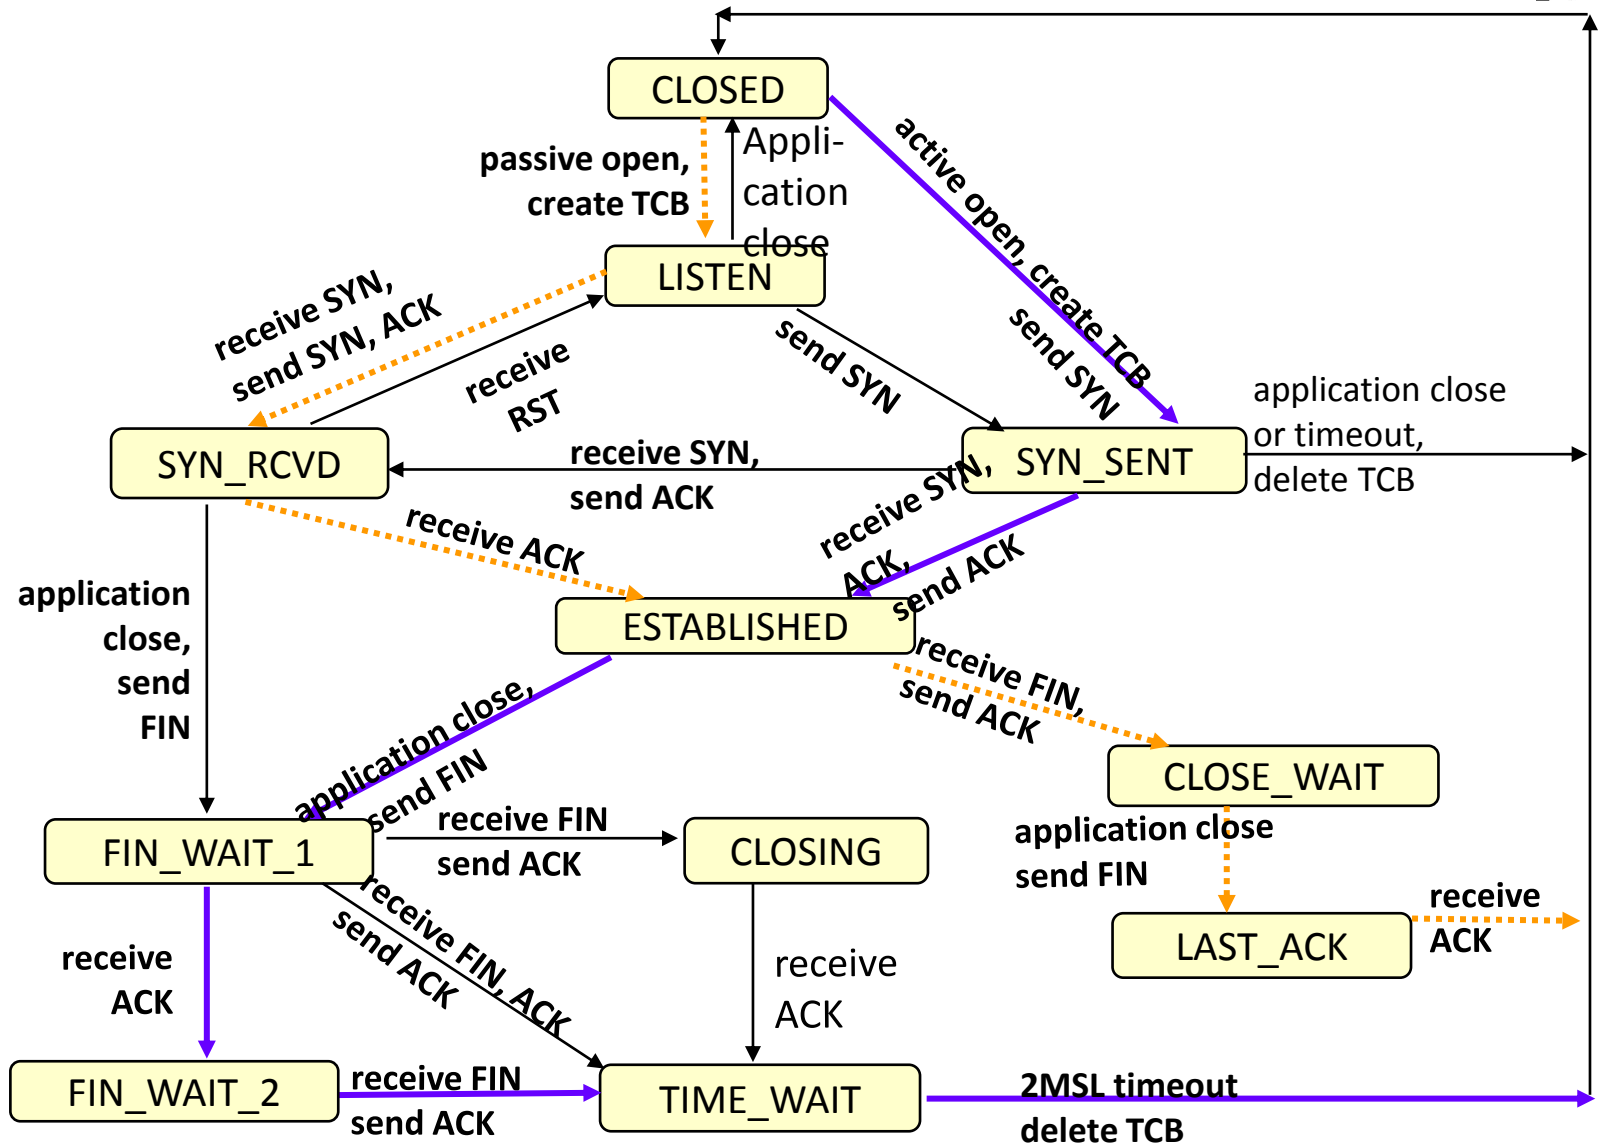 CLOSED
passive open,
create TCB
Appli-
cation
close
active open, create TCB
send SYN
LISTEN
receive SYN,
send SYN, ACK
receive
RST
send SYN
application close
or timeout,
delete TCB
SYN_RCVD
receive SYN,
send ACK
SYN_SENT
receive ACK
receive SYN,
ACK,
send ACK
application
close,
send
FIN
ESTABLISHED
receive FIN,
send ACK
application close,
send FIN
CLOSE_WAIT
FIN_WAIT_1
receive FIN
send ACK
CLOSING
application close
send FIN
receive
ACK
LAST_ACK
receive FIN, ACK
send ACK
receive
ACK
receive
ACK
FIN_WAIT_2
receive FIN
send ACK
TIME_WAIT
2MSL timeout
delete TCB